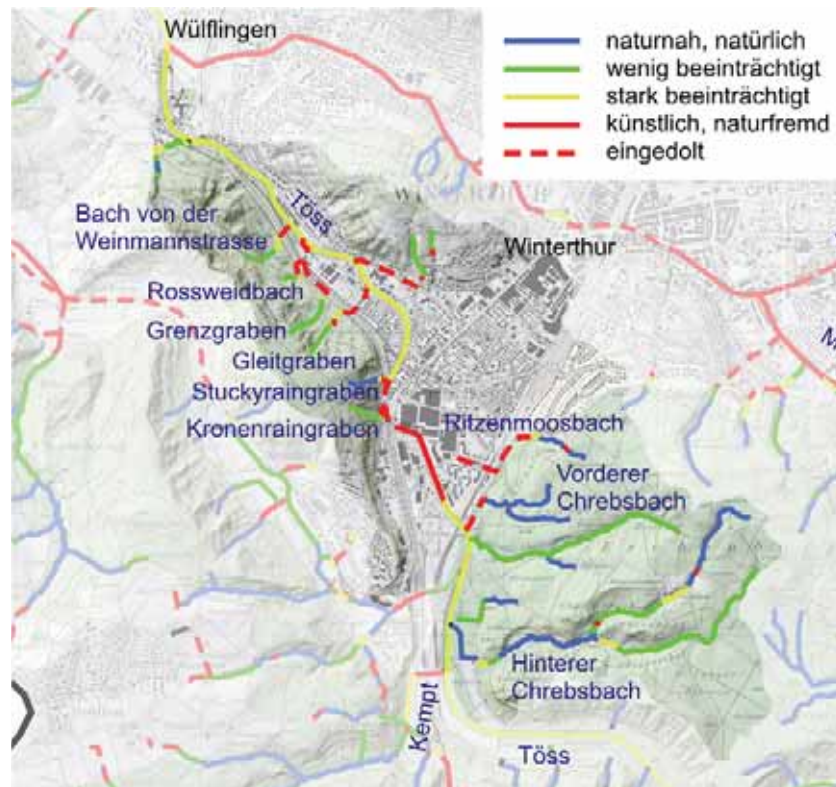 Wülflingen
naturnah, natürlich
wenig beeinträchtigt
stark beeinträchtigt
künstlich, naturfremd
eingedolt
Töss
Bach von der
Weinmannstrasse
Winterthur
Rossweidbach
Grenzgraben
Gleitgraben
Stuckyraingraben
Kronenraingraben
Ritzenmoosbach
Vorderer
Chrebsbach
Hinterer
Chrebsbach
Kempt
Töss